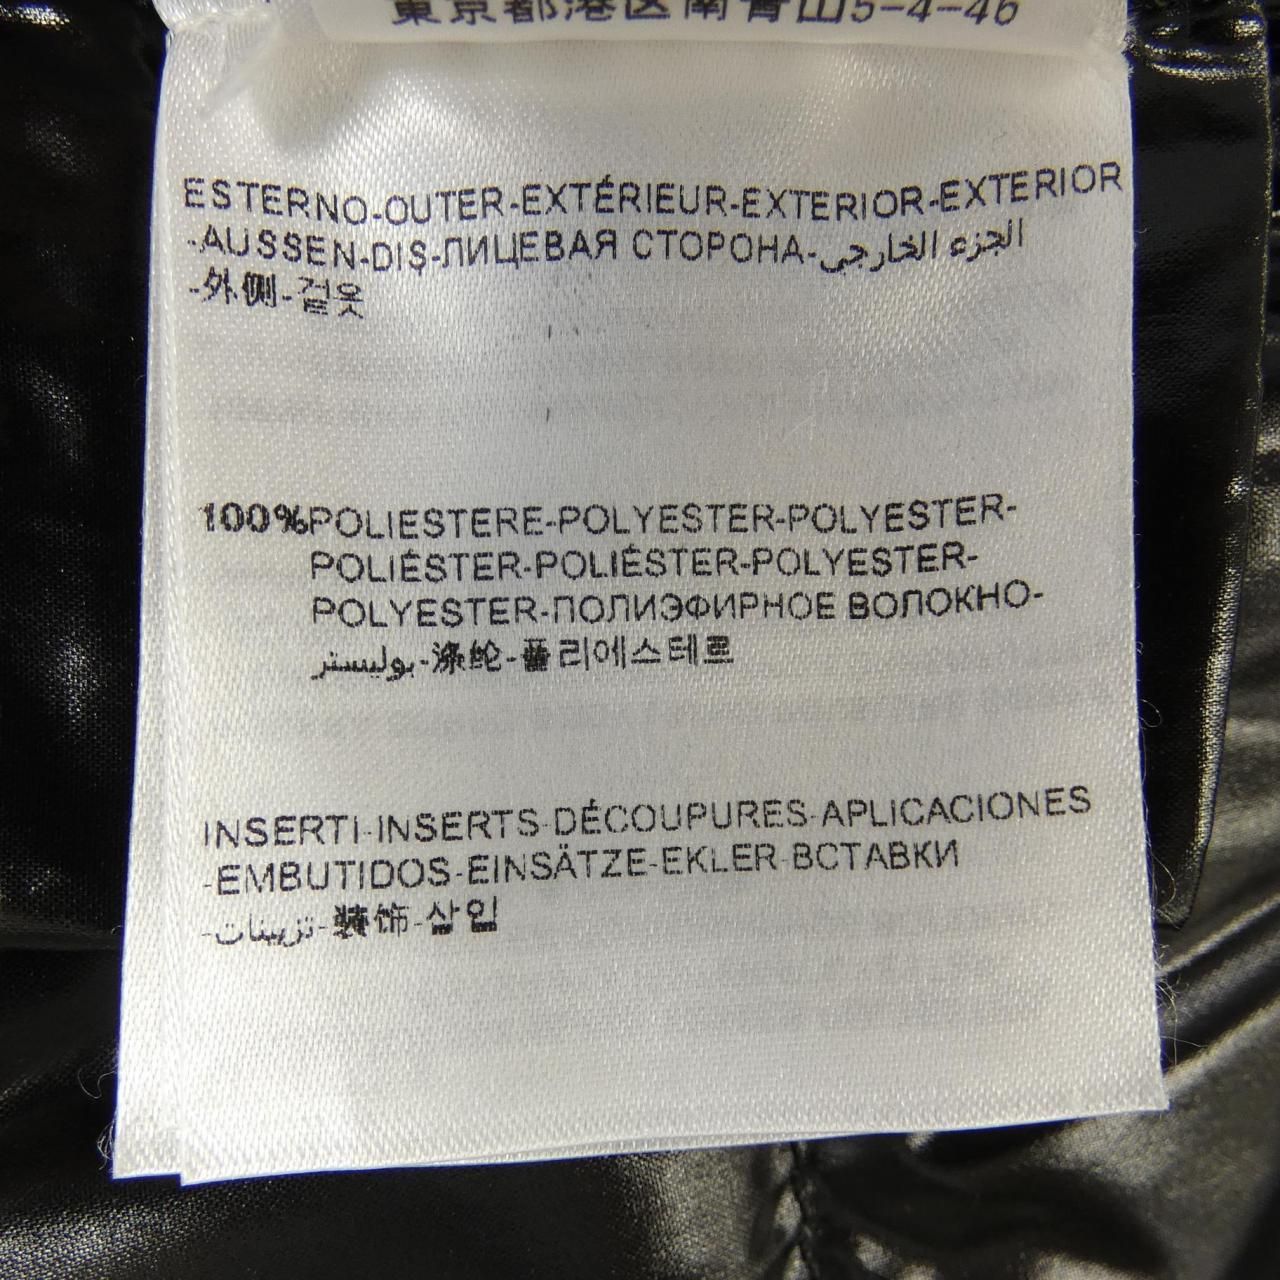 東京都港区南青山5-4-46
ESTERNO-OUTER-EXTÉRIEUR-EXTERIOR-EXTERIOR
-AUSSEN-DIŞ-ЛИЦЕВАЯ СТОРОНА-الجزء الخارجي
-外侧-겉옷
100%POLIESTERE-POLYESTER-POLYESTER-
POLIÉSTER-POLIÉSTER-POLYESTER-
POLYESTER-ПОЛИЭФИРНОЕ ВОЛОКНО-
بوليستر-涤纶-폴리에스테르
INSERTI-INSERTS-DÉCOUPURES-APLICACIONES
-EMBUTIDOS-EINSÄTZE-EKLER-ВСТАВКИ
-تزيينات-装饰-삽입